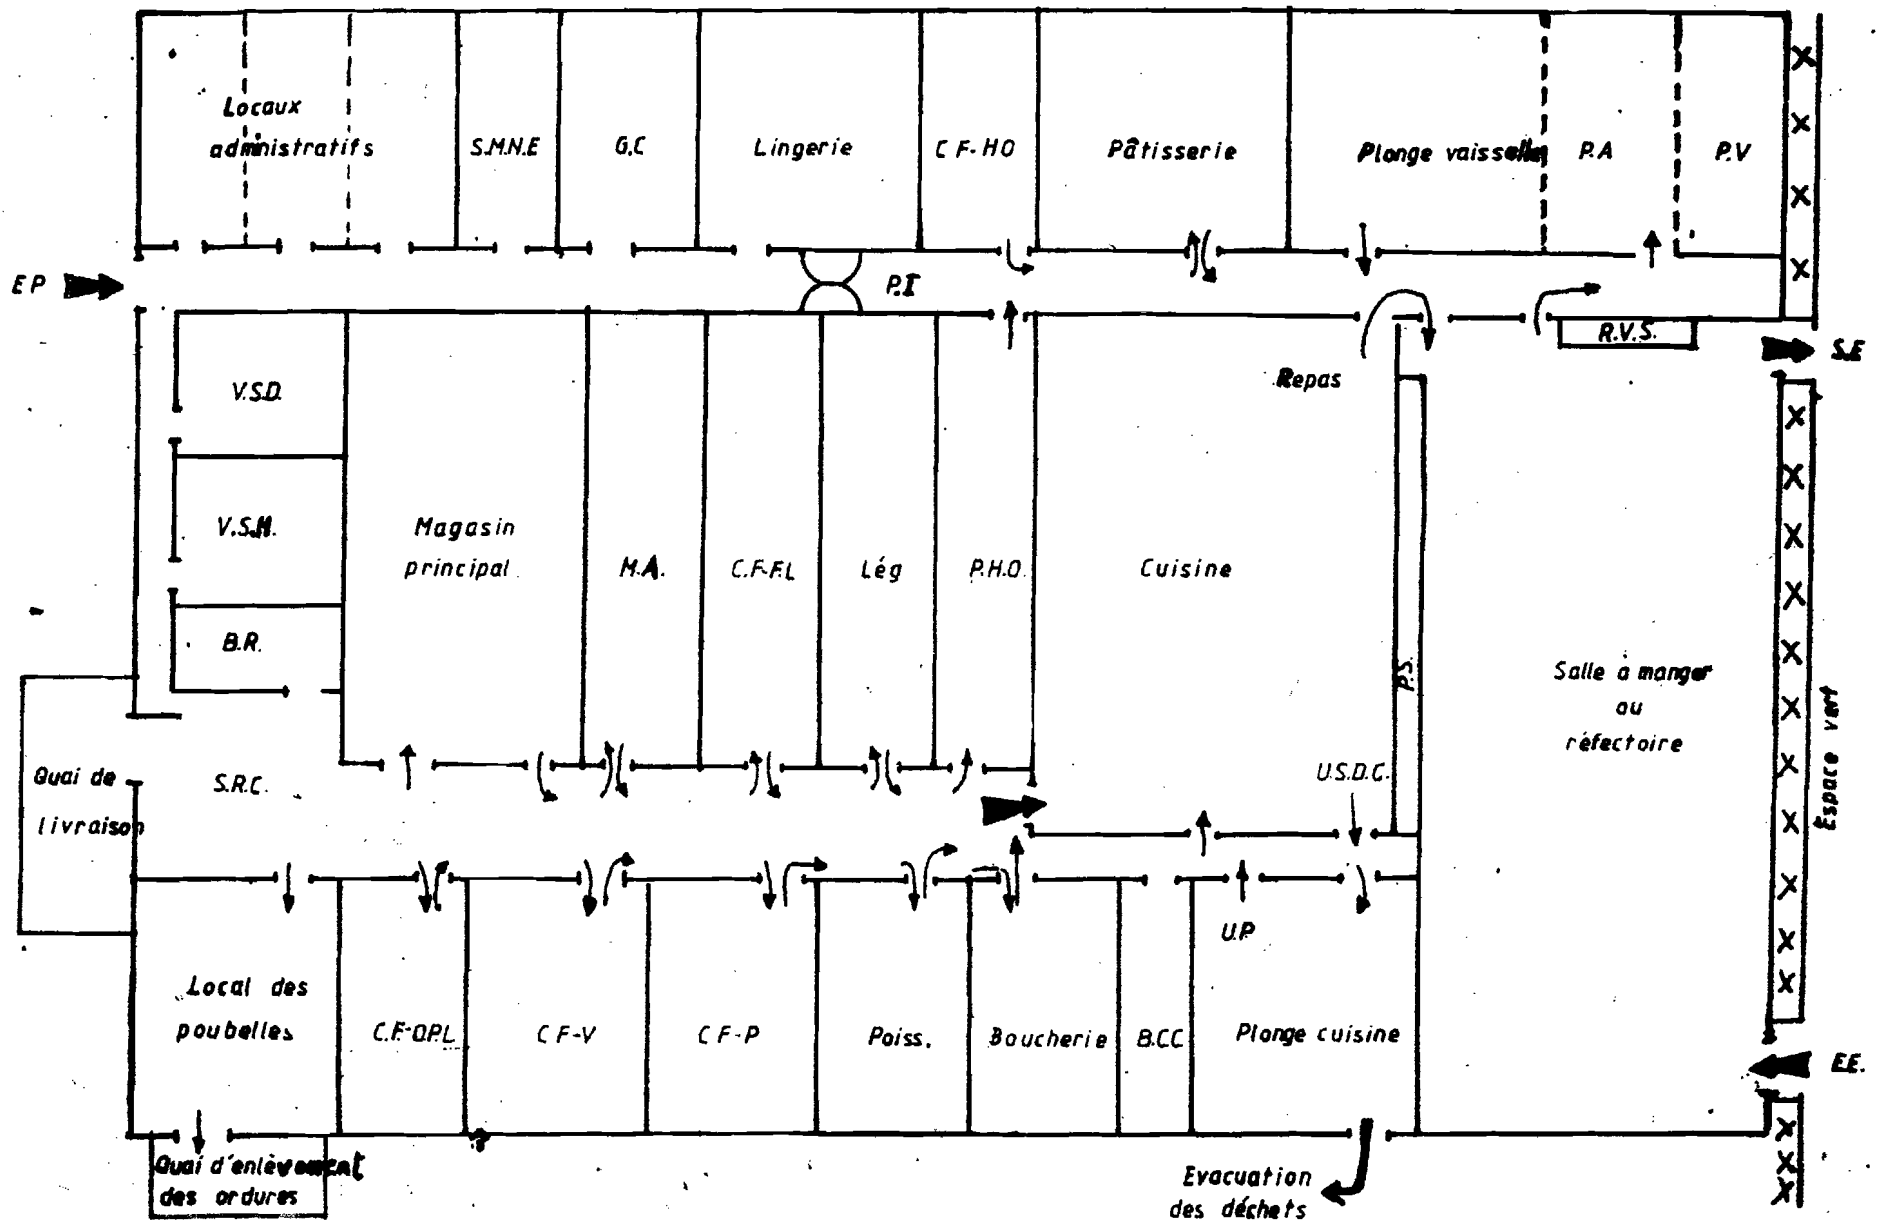 Locaux
administratifs
S.M.N.E
G.C
Lingerie
C F-HO
Pâtisserie
Plonge vaisselle
P.A
P.V
E P
P.I
R.V.S.
S.E
V.S.D.
Repas
V.S.H.
Magasin
principal
M.A.
C.F-F.L
Lég
P.H.O.
Cuisine
B.R.
P.S.
Salle à manger
ou
réfectoire
Espace vert
Quai de
livraison
S.R.C.
U.S.D.C.
U.P.
Local des
poubelles
C.F-O.P.L
C F-V
C F-P
Poiss.
Boucherie
B.C.C
Plonge cuisine
E.E.
Quai d'enlèvement
des ordures
Evacuation
des déchets